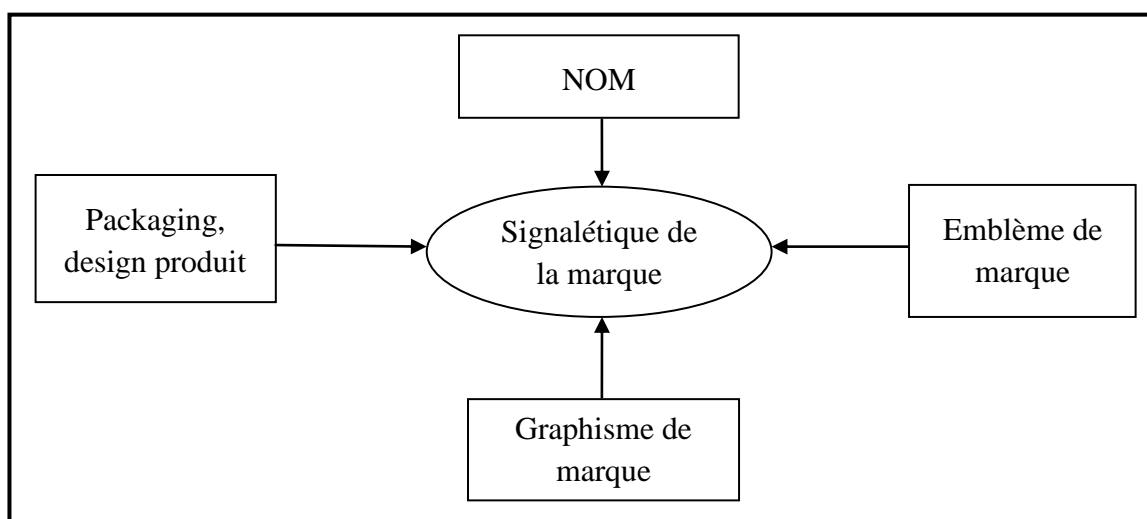 NOM
Packaging,
design produit
Signalétique de
la marque
Emblème de
marque
Graphisme de
marque